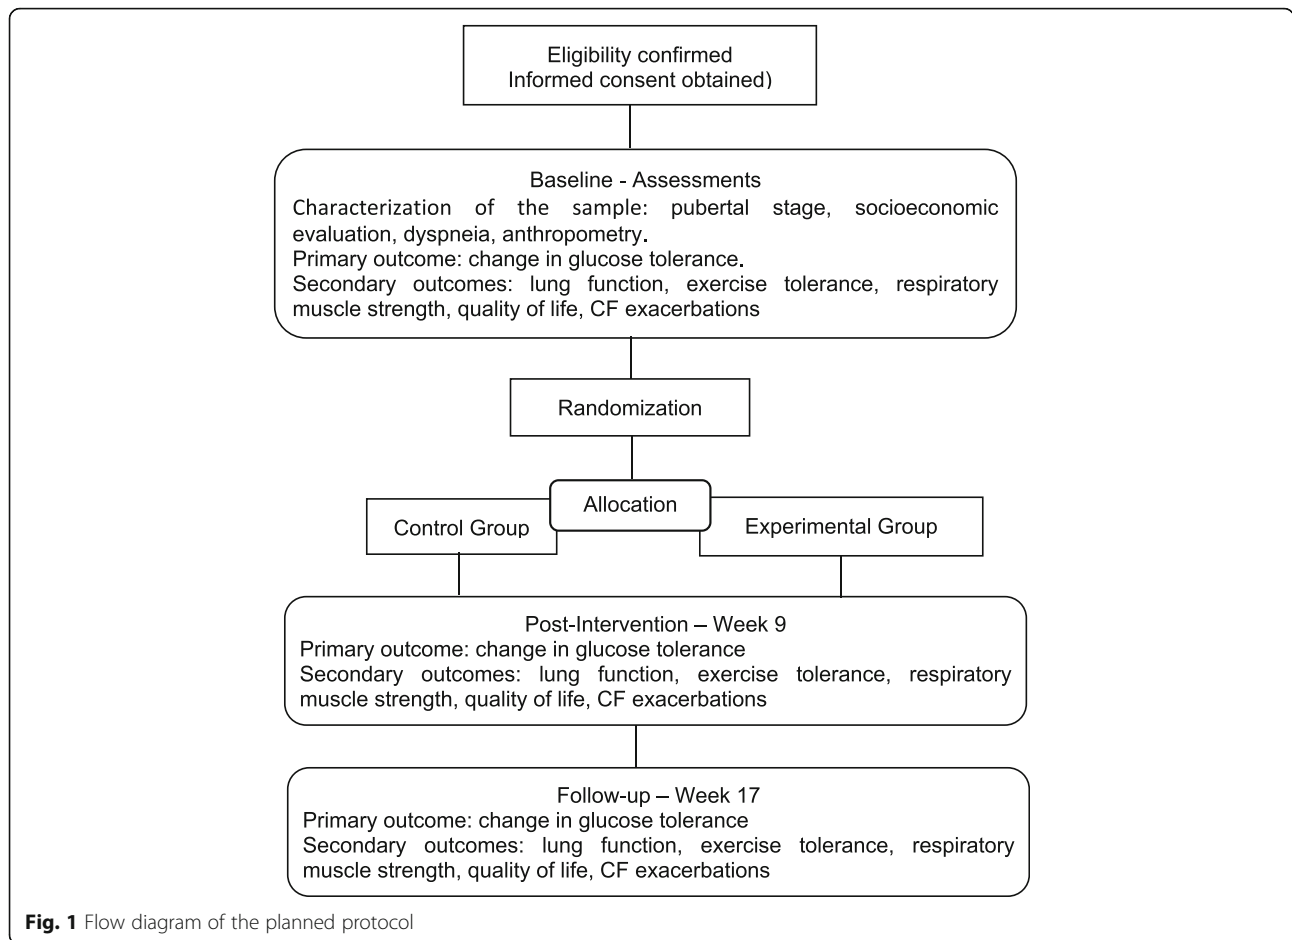 Eligibility confirmed
Informed consent obtained)
Baseline - Assessments
Characterization of the sample: pubertal stage, socioeconomic
evaluation, dyspneia, anthropometry.
Primary outcome: change in glucose tolerance.
Secondary outcomes: lung function, exercise tolerance, respiratory
muscle strength, quality of life, CF exacerbations
Randomization
Allocation
Control Group
Experimental Group
Post-Intervention – Week 9
Primary outcome: change in glucose tolerance
Secondary outcomes: lung function, exercise tolerance, respiratory
muscle strength, quality of life, CF exacerbations
Follow-up – Week 17
Primary outcome: change in glucose tolerance
Secondary outcomes: lung function, exercise tolerance, respiratory
muscle strength, quality of life, CF exacerbations
Fig. 1 Flow diagram of the planned protocol